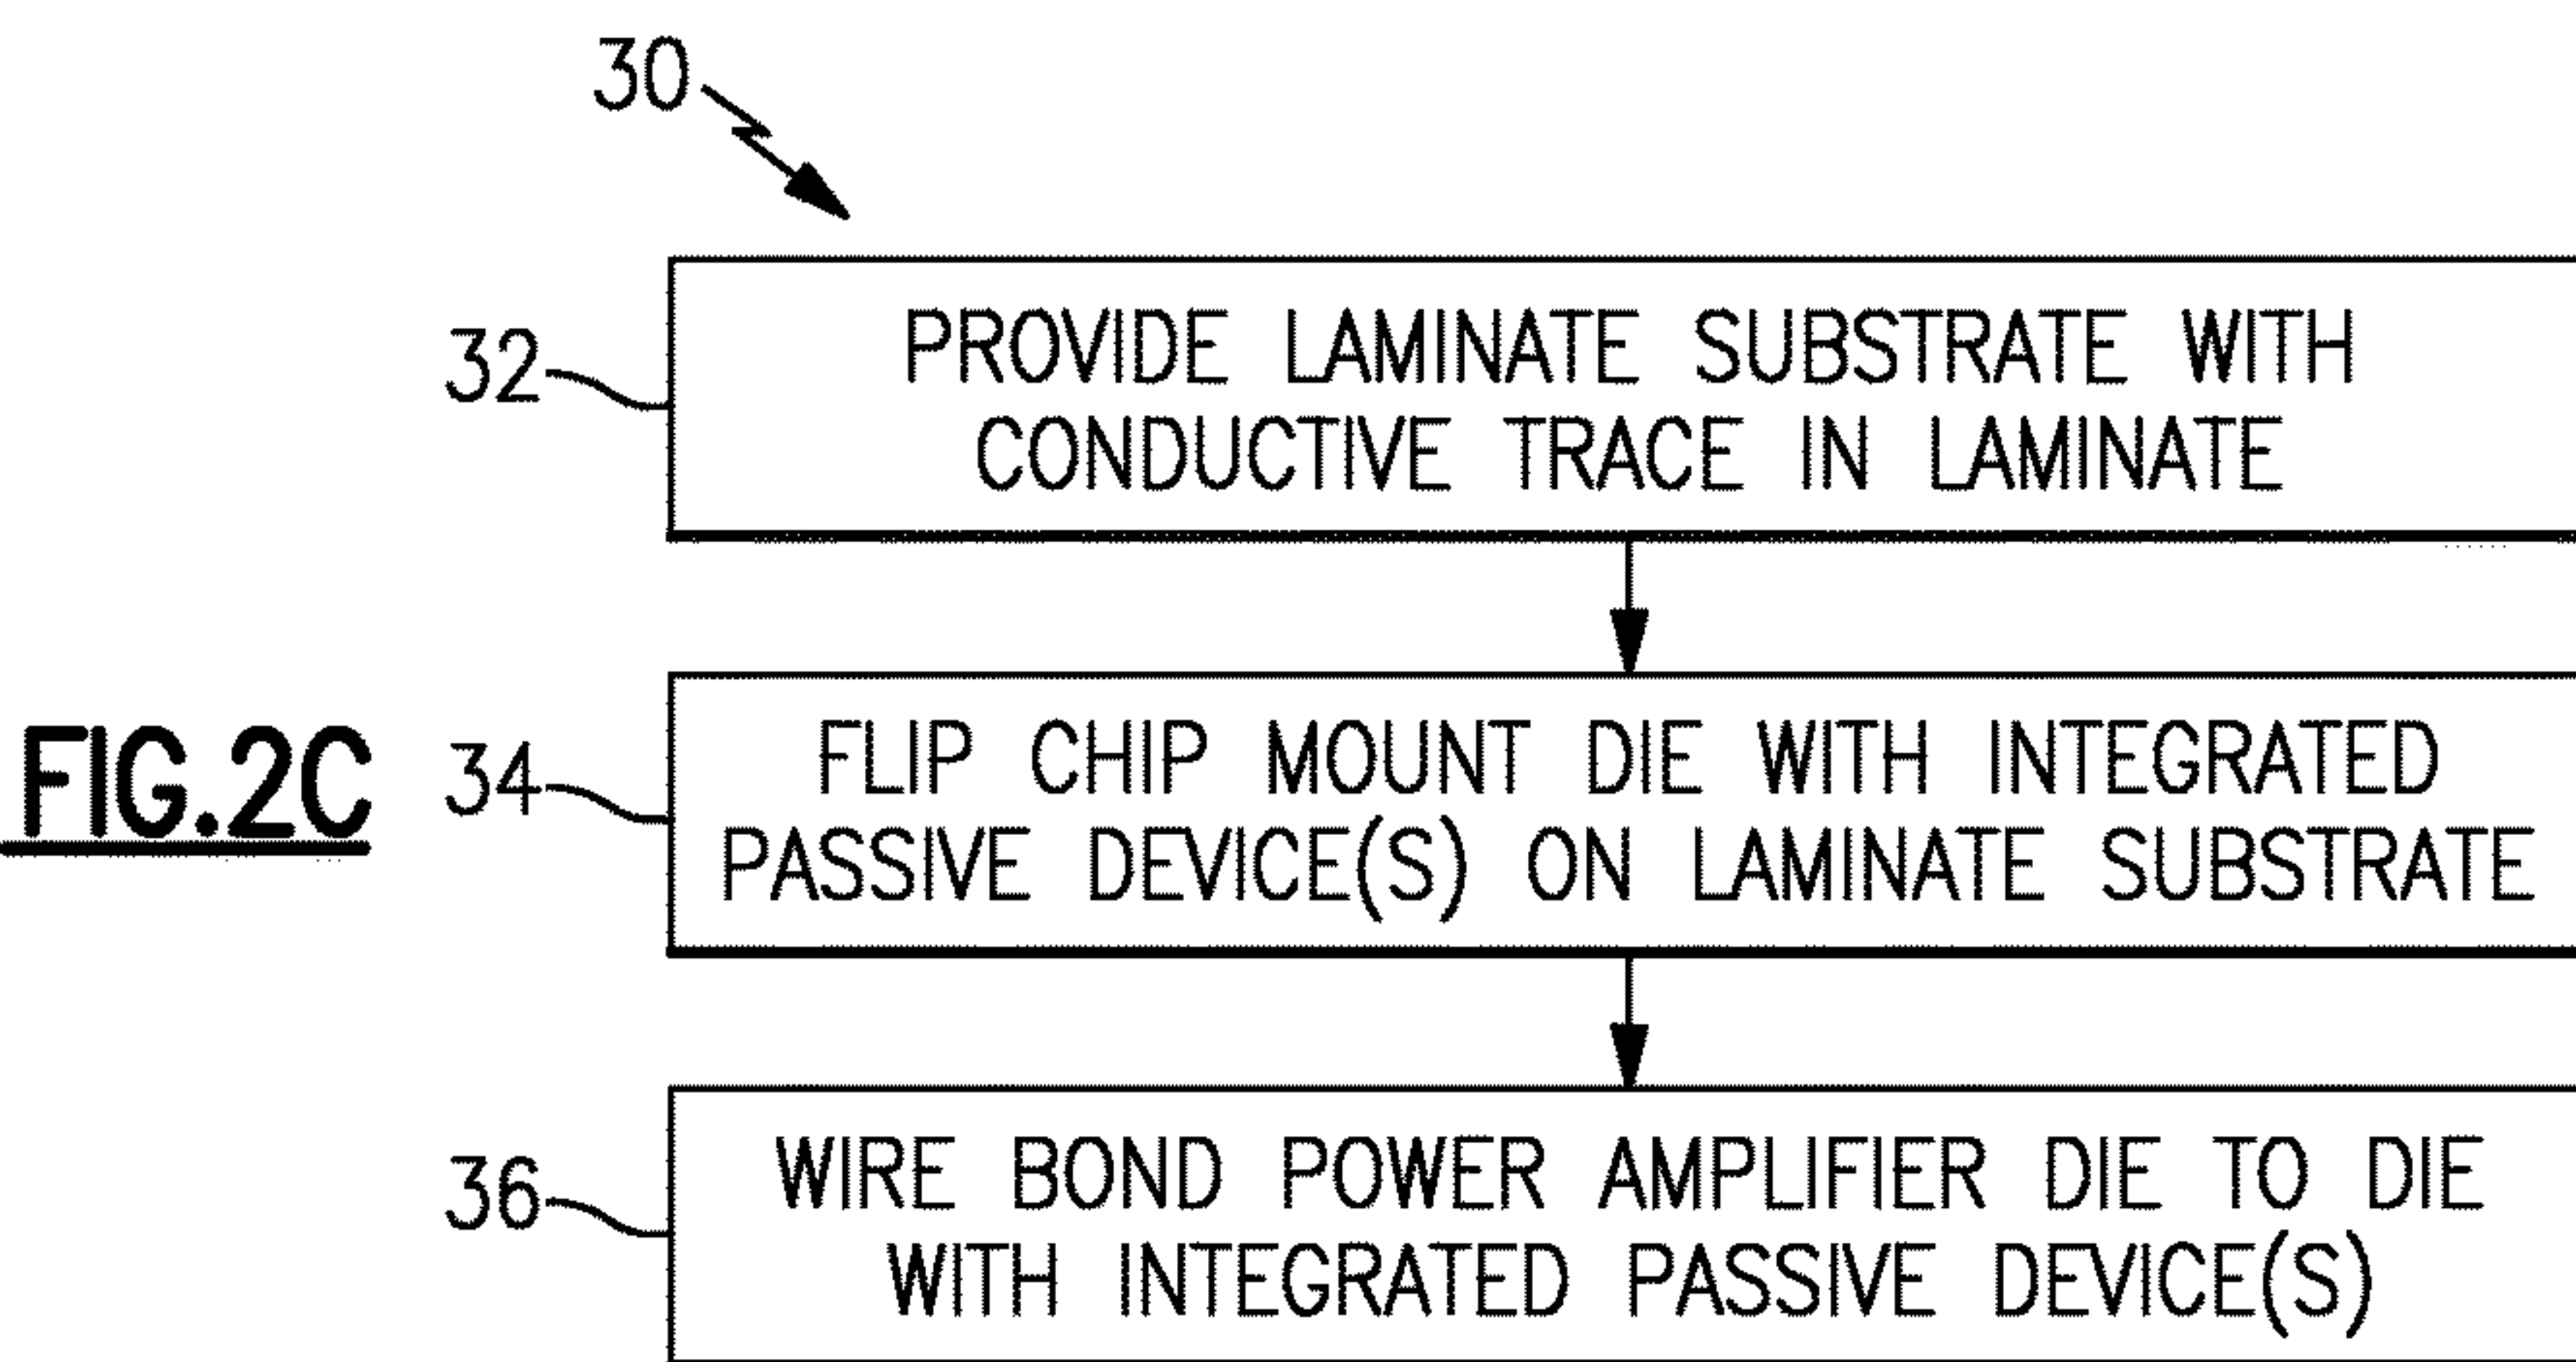 30
32
PROVIDE LAMINATE SUBSTRATE WITH
CONDUCTIVE TRACE IN LAMINATE
FIG.2C
34
FLIP CHIP MOUNT DIE WITH INTEGRATED
PASSIVE DEVICE(S) ON LAMINATE SUBSTRATE
36
WIRE BOND POWER AMPLIFIER DIE TO DIE
WITH INTEGRATED PASSIVE DEVICE(S)